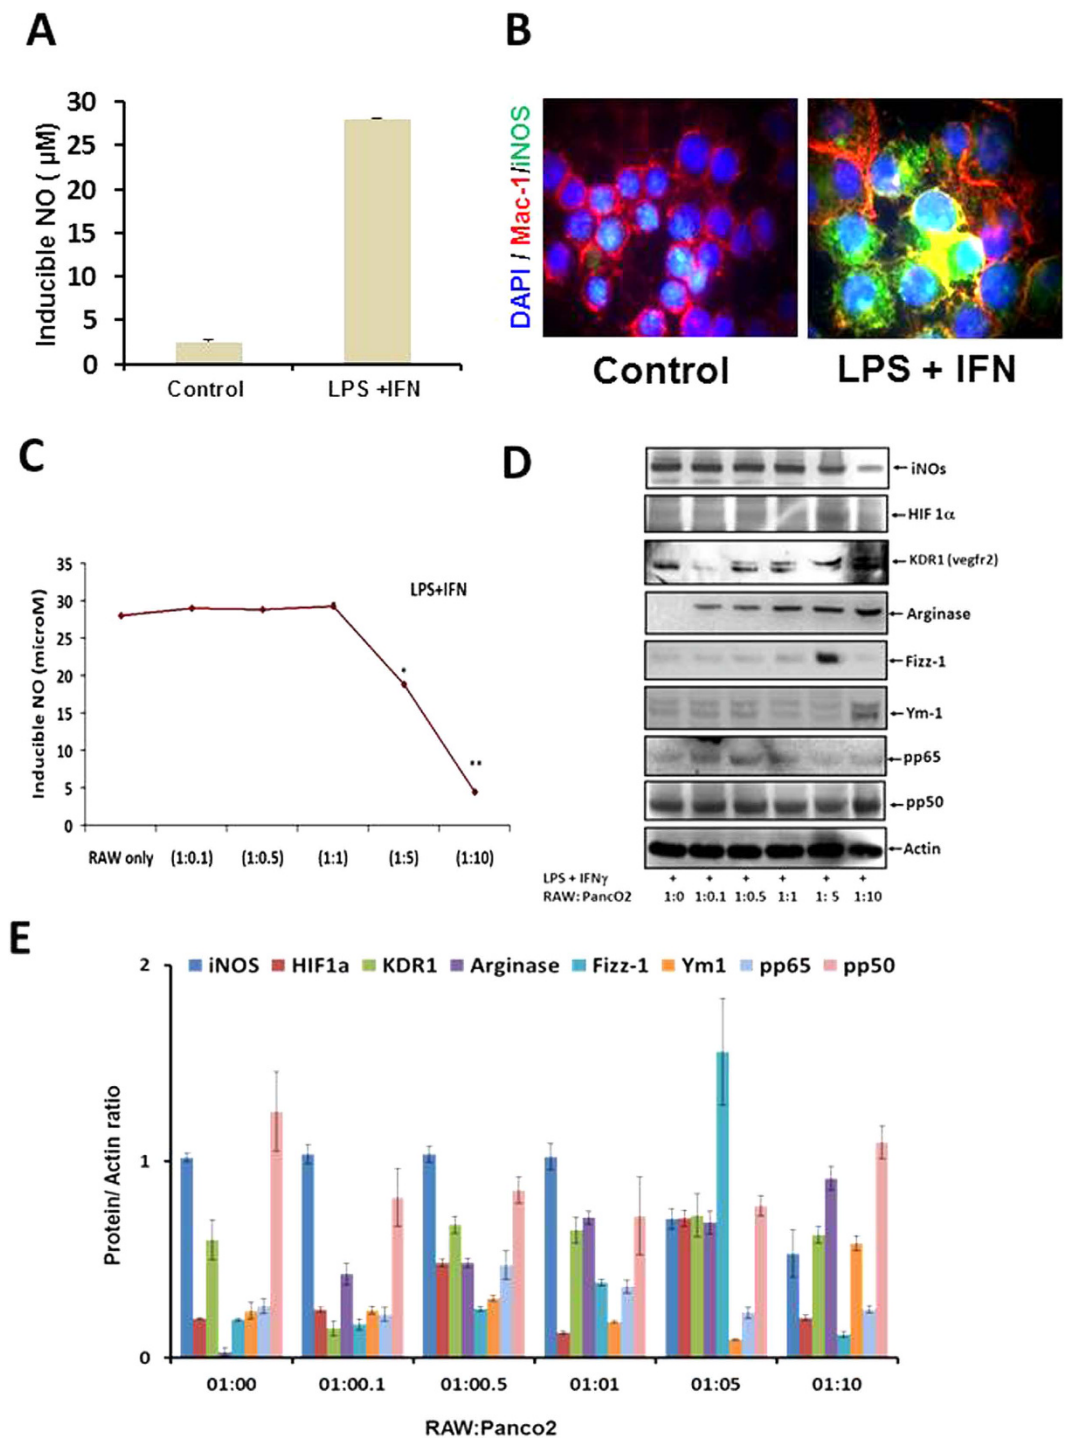 A
B
30
25
20
15
10
5
0
Inducible NO ( µM)
Control
LPS +IFN
DAPI / Mac-1/iNOS
Control
LPS + IFN
C
D
35
30
25
20
15
10
5
0
Inducible NO (microM)
LPS+IFN
*
**
RAW only (1:0.1) (1:0.5) (1:1) (1:5) (1:10)
iNOs
HIF 1α
KDR1 (vegfr2)
Arginase
Fizz-1
Ym-1
pp65
pp50
Actin
LPS + IFNγ + + + + + +
RAW: PancO2 1:0 1:0.1 1:0.5 1:1 1: 5 1:10
E
iNOS HIF1a KDR1 Arginase Fizz-1 Ym1 pp65 pp50
2
1
0
Protein/ Actin ratio
01:00 01:00.1 01:00.5 01:01 01:05 01:10
RAW:Panco2